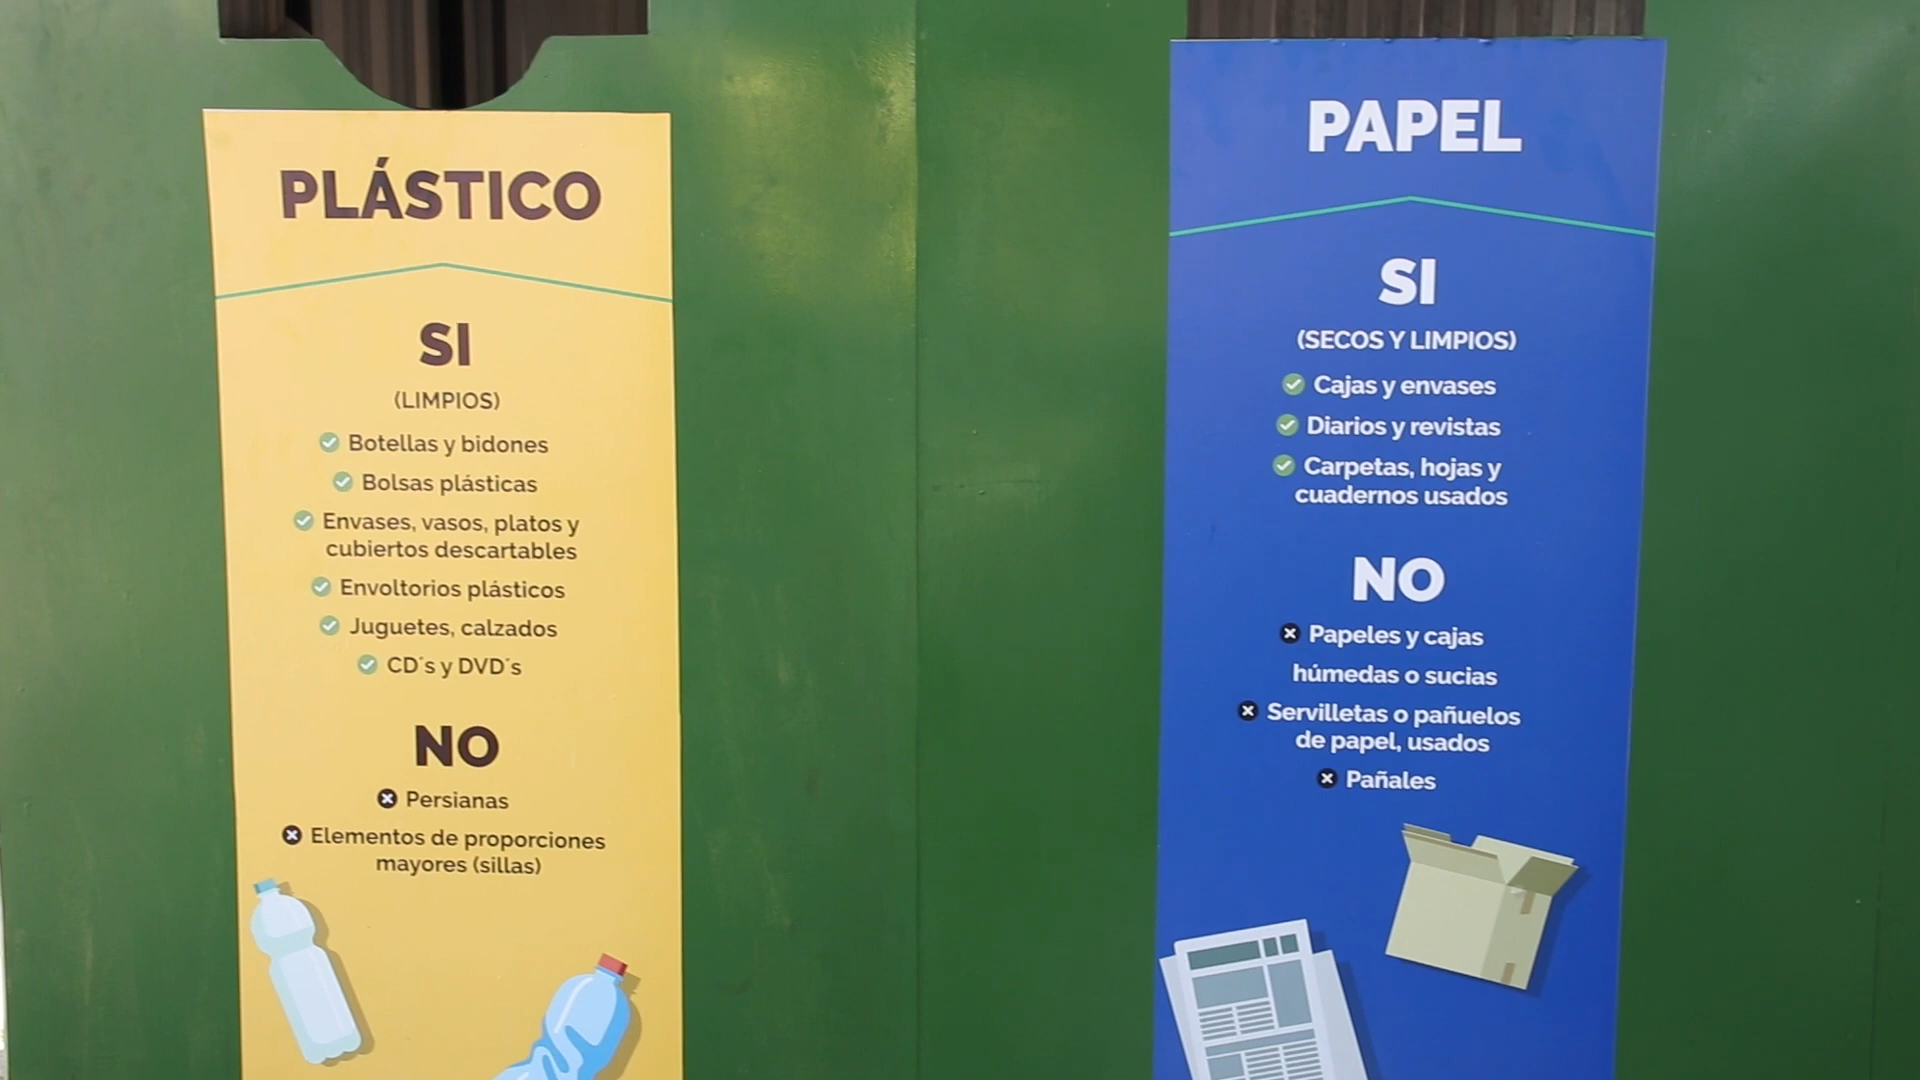 PLÁSTICO
SI
(LIMPIOS)
Botellas y bidones
Bolsas plásticas
Envases, vasos, platos y
cubiertos descartables
Envoltorios plásticos
Juguetes, calzados
CD´s y DVD´s
NO
Persianas
Elementos de proporciones
mayores (sillas)
PAPEL
SI
(SECOS Y LIMPIOS)
Cajas y envases
Diarios y revistas
Carpetas, hojas y
cuadernos usados
NO
Papeles y cajas
húmedas o sucias
Servilletas o pañuelos
de papel, usados
Pañales